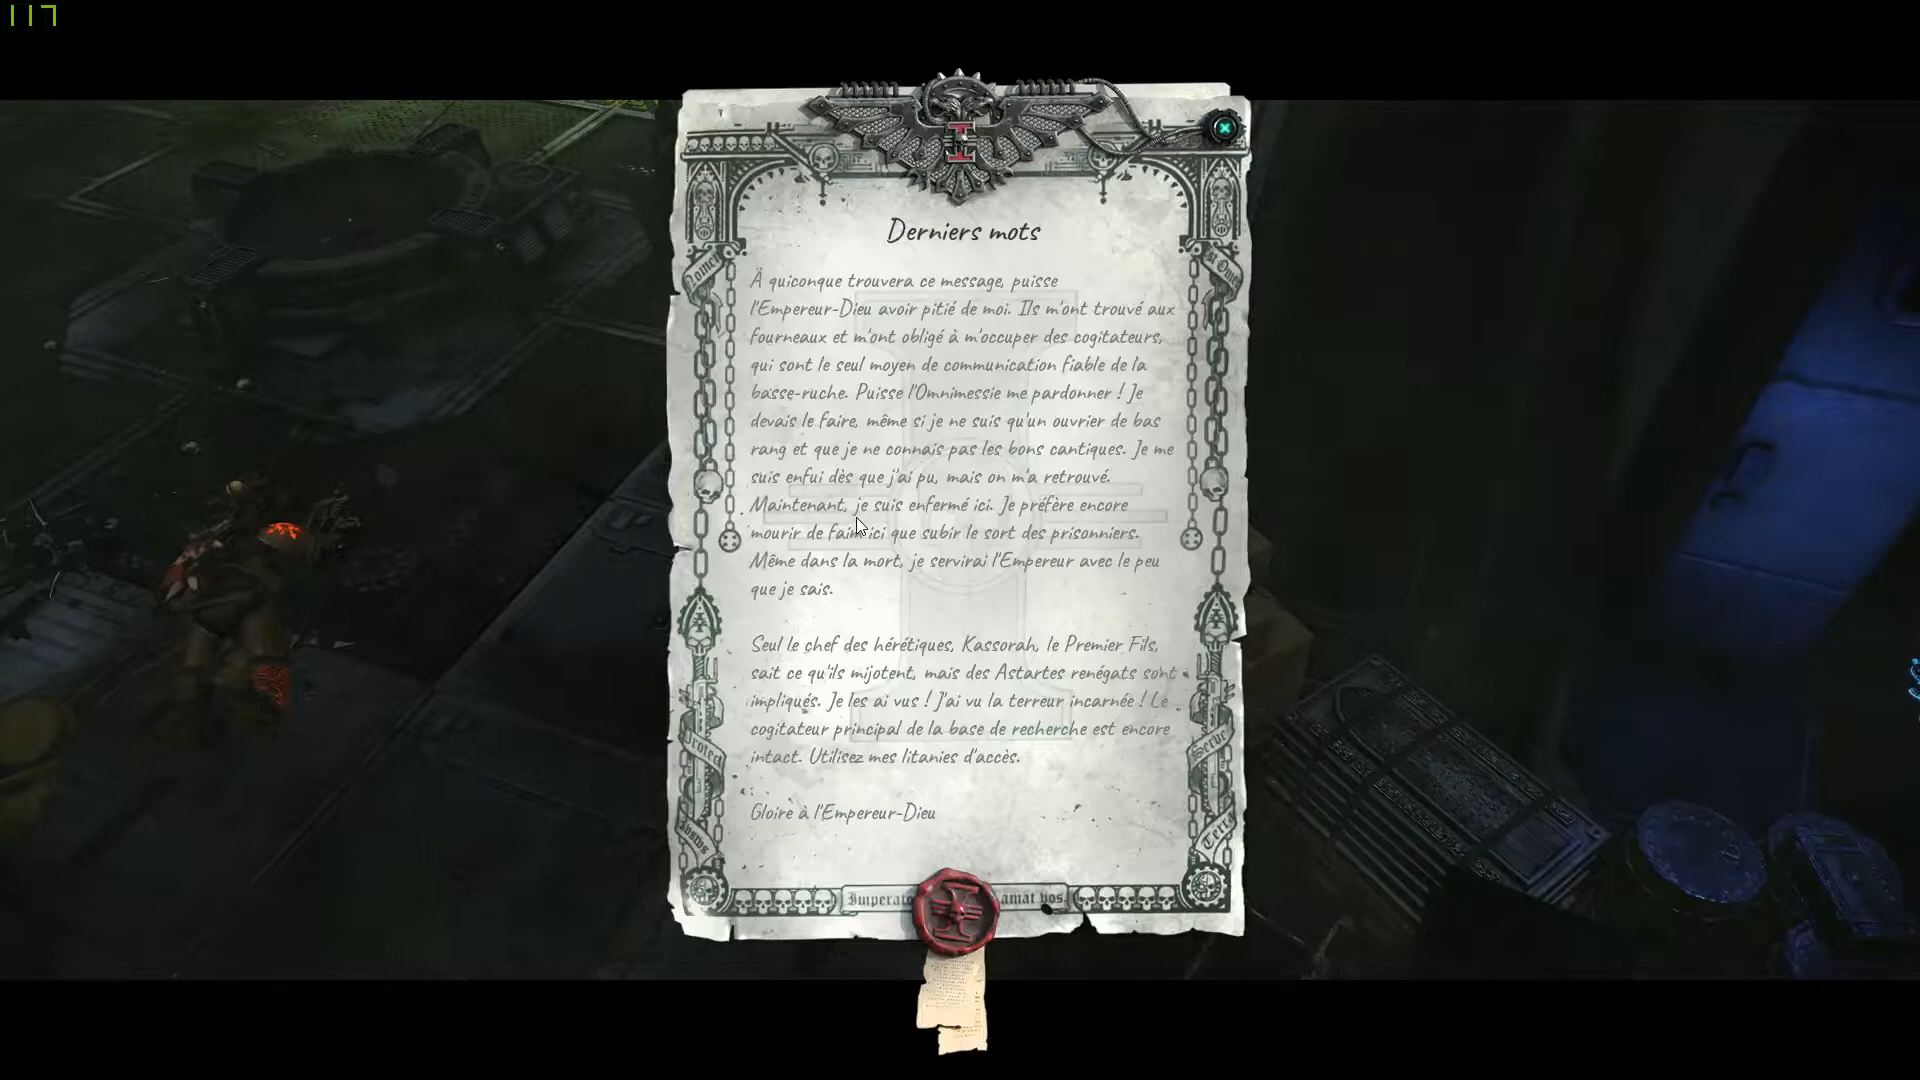 117
Derniers mots
À quiconque trouvera ce message, puisse
l'Empereur-Dieu avoir pitié de moi. Ils m'ont trouvé aux
fourneaux et m'ont obligé à m'occuper des cogitateurs,
qui sont le seul moyen de communication fiable de la
basse-ruche. Puisse l'Omnimessie me pardonner ! Je
devais le faire, même si je ne suis qu'un ouvrier de bas
rang et que je ne connais pas les bons cantiques. Je me
suis enfui dès que j'ai pu, mais on m'a retrouvé.
Maintenant, je suis enfermé ici. Je préfère encore
mourir de faim ici que subir le sort des prisonniers.
Même dans la mort, je servirai l'Empereur avec le peu
que je sais.
Seul le chef des hérétiques, Kassorah, le Premier Fils,
sait ce qu'ils mijotent, mais des Astartes renégats sont
impliqués. Je les ai vus ! J'ai vu la terreur incarnée ! Le
cogitateur principal de la base de recherche est encore
intact. Utilisez mes litanies d'accès.
Gloire à l'Empereur-Dieu
Imperato amat vos
Serve
Terra